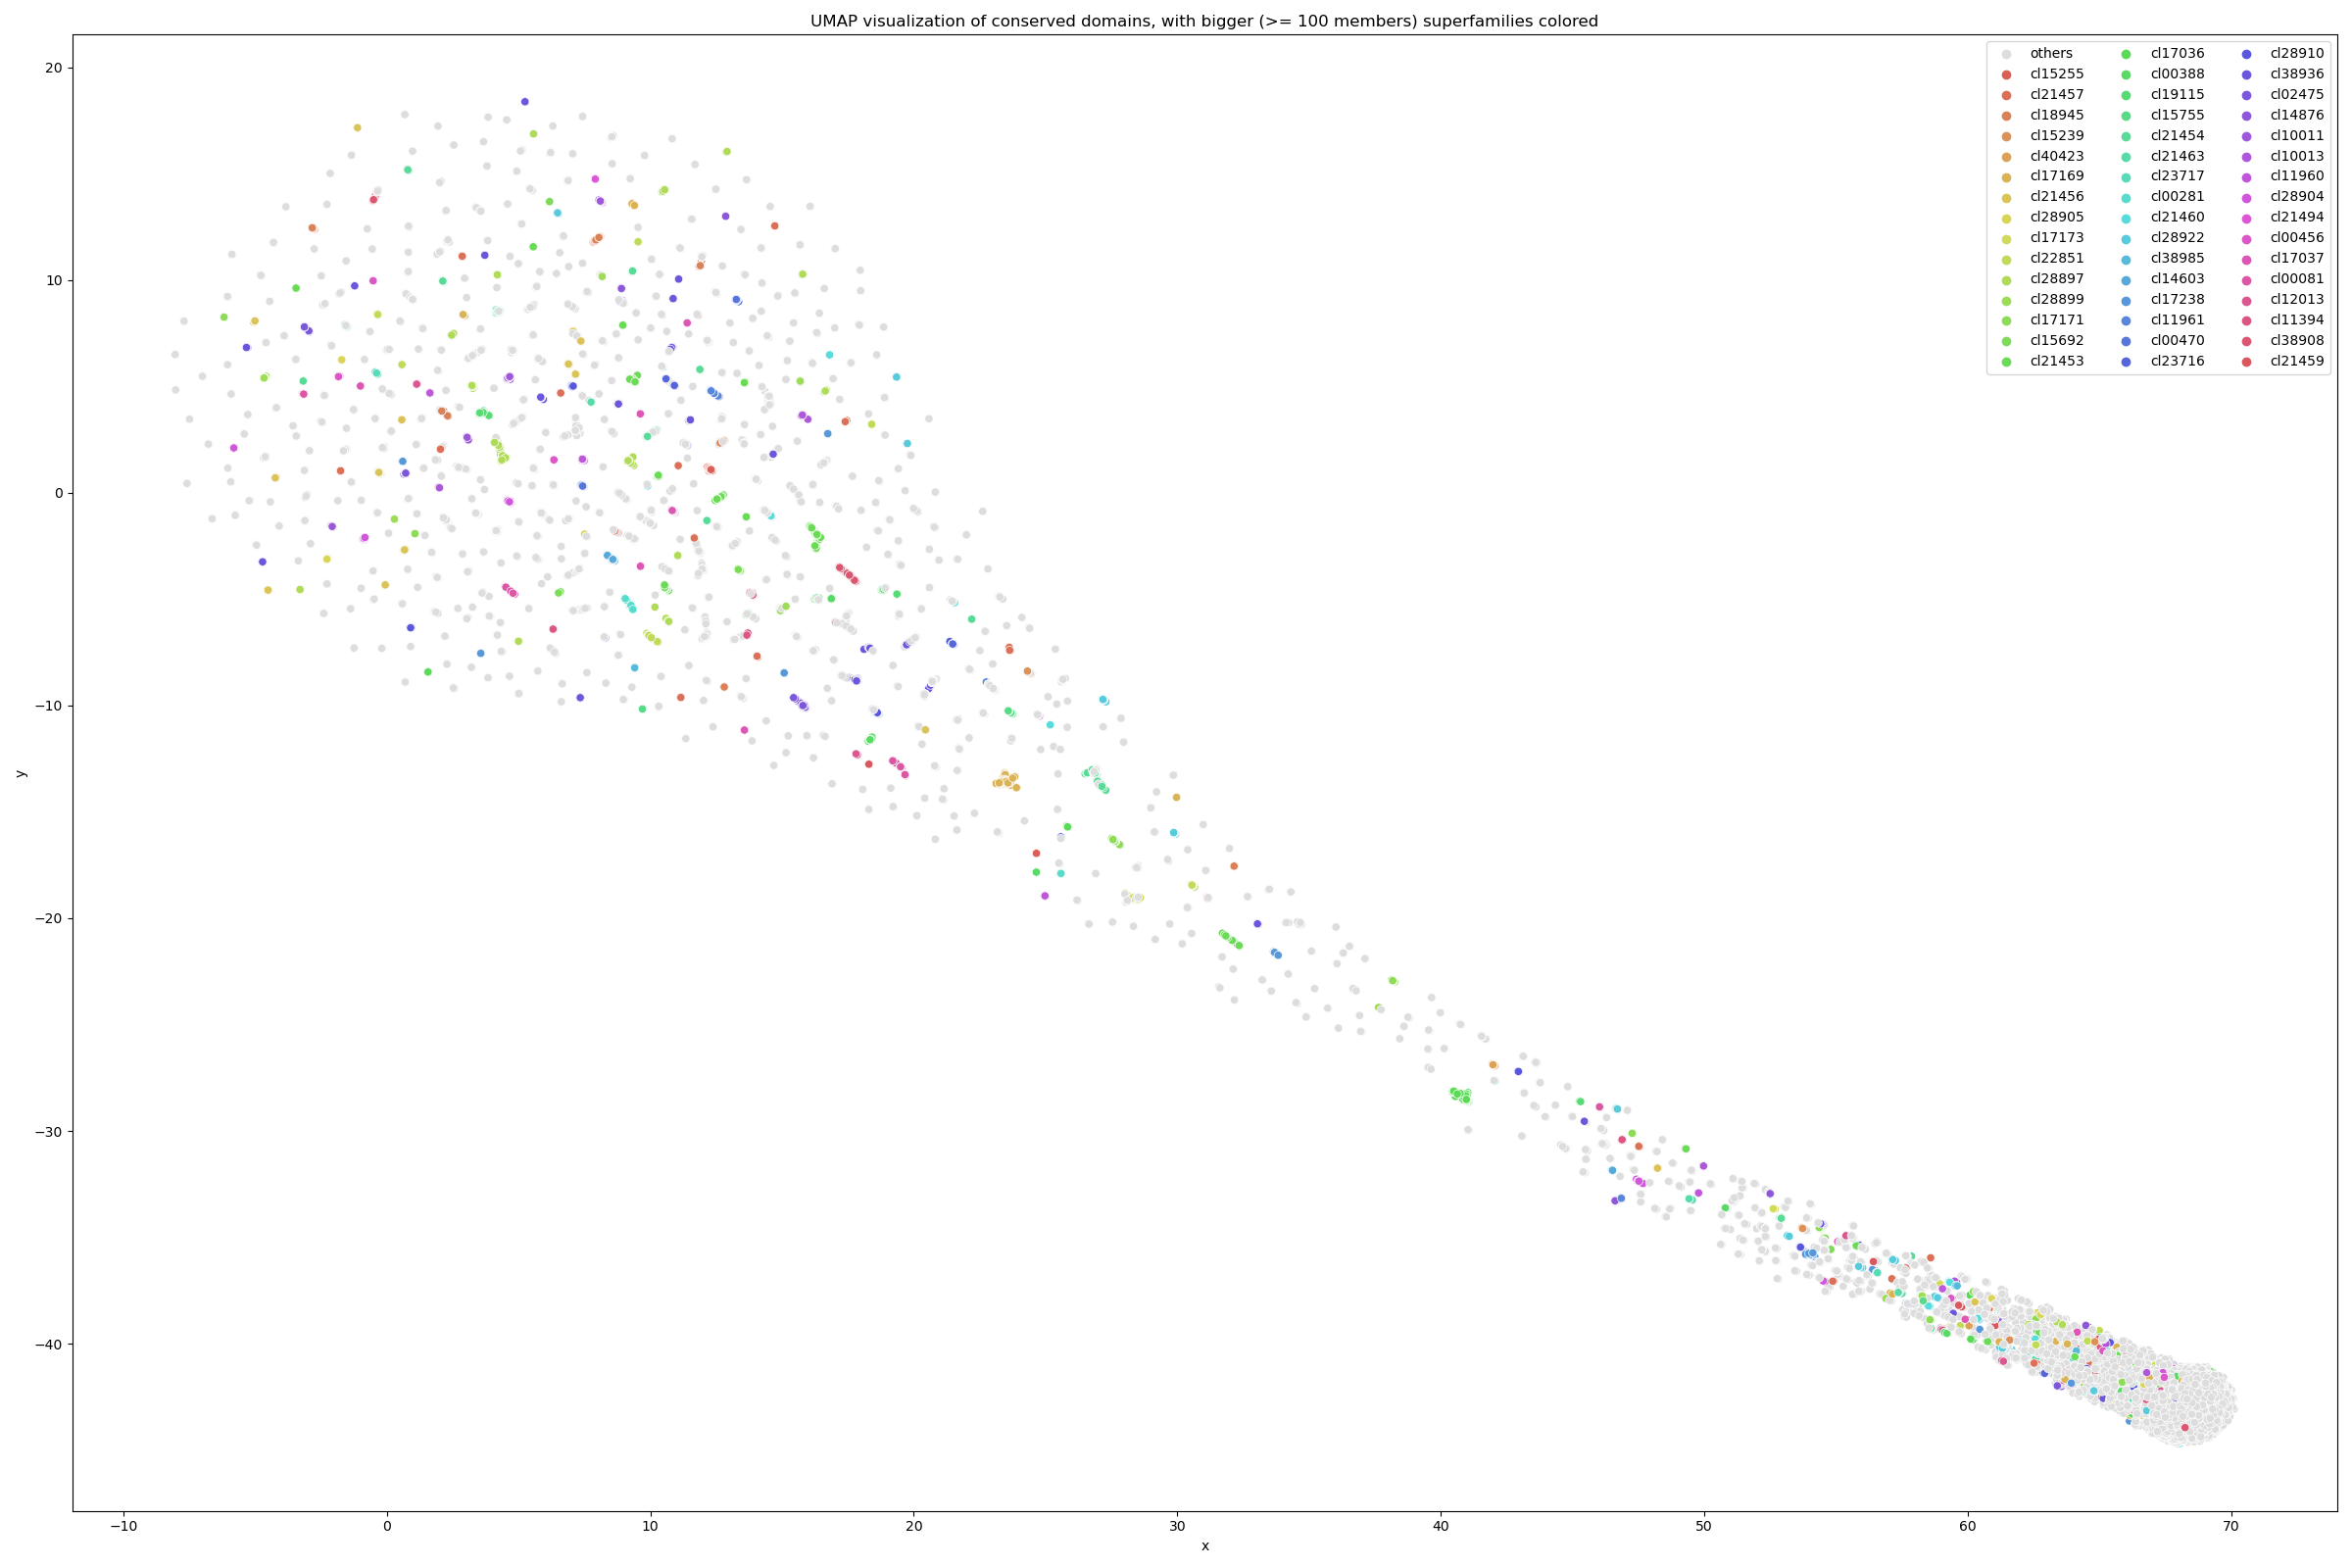 UMAP visualization of conserved domains, with bigger (>= 100 members) superfamilies colored
others
cl15255
cl21457
cl18945
cl15239
cl40423
cl17169
cl21456
cl28905
cl17173
cl22851
cl28897
cl28899
cl17171
cl15692
cl21453
cl17036
cl00388
cl19115
cl15755
cl21454
cl21463
cl23717
cl00281
cl21460
cl28922
cl38985
cl14603
cl17238
cl11961
cl00470
cl23716
cl28910
cl38936
cl02475
cl14876
cl10011
cl10013
cl11960
cl28904
cl21494
cl00456
cl17037
cl00081
cl12013
cl11394
cl38908
cl21459
20
10
0
−10
−20
−30
−40
y
−10 0 10 20 30 40 50 60 70
x